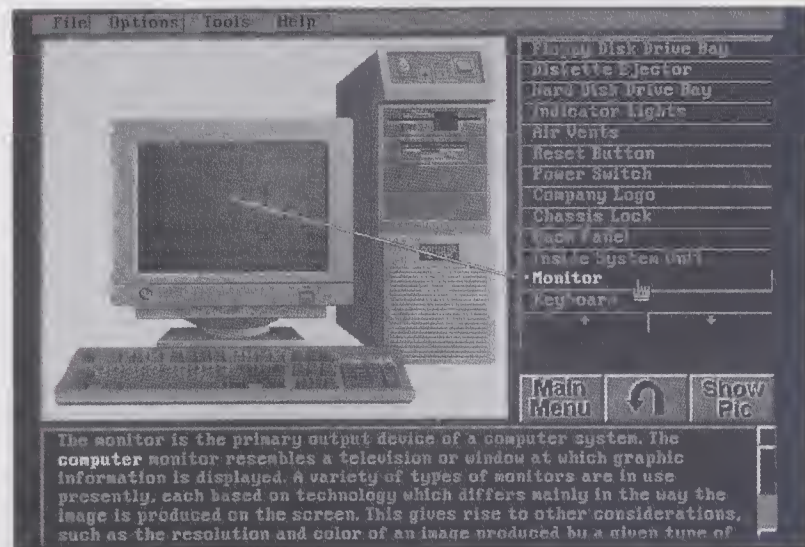 File Options Tools Help
Floppy Disk Drive Bay
Diskette Ejector
Hard Disk Drive Bay
Indicator Lights
Air Vents
Reset Button
Power Switch
Company Logo
Chassis Lock
Back Panel
Inside System Unit
·Monitor
Keyboard
Main Menu
Show Pic
The monitor is the primary output device of a computer system. The
computer monitor resembles a television or window at which graphic
information is displayed. A variety of types of monitors are in use
presently, each based on technology which differs mainly in the way the
image is produced on the screen. This gives rise to other considerations,
such as the resolution and color of an image produced by a given type of